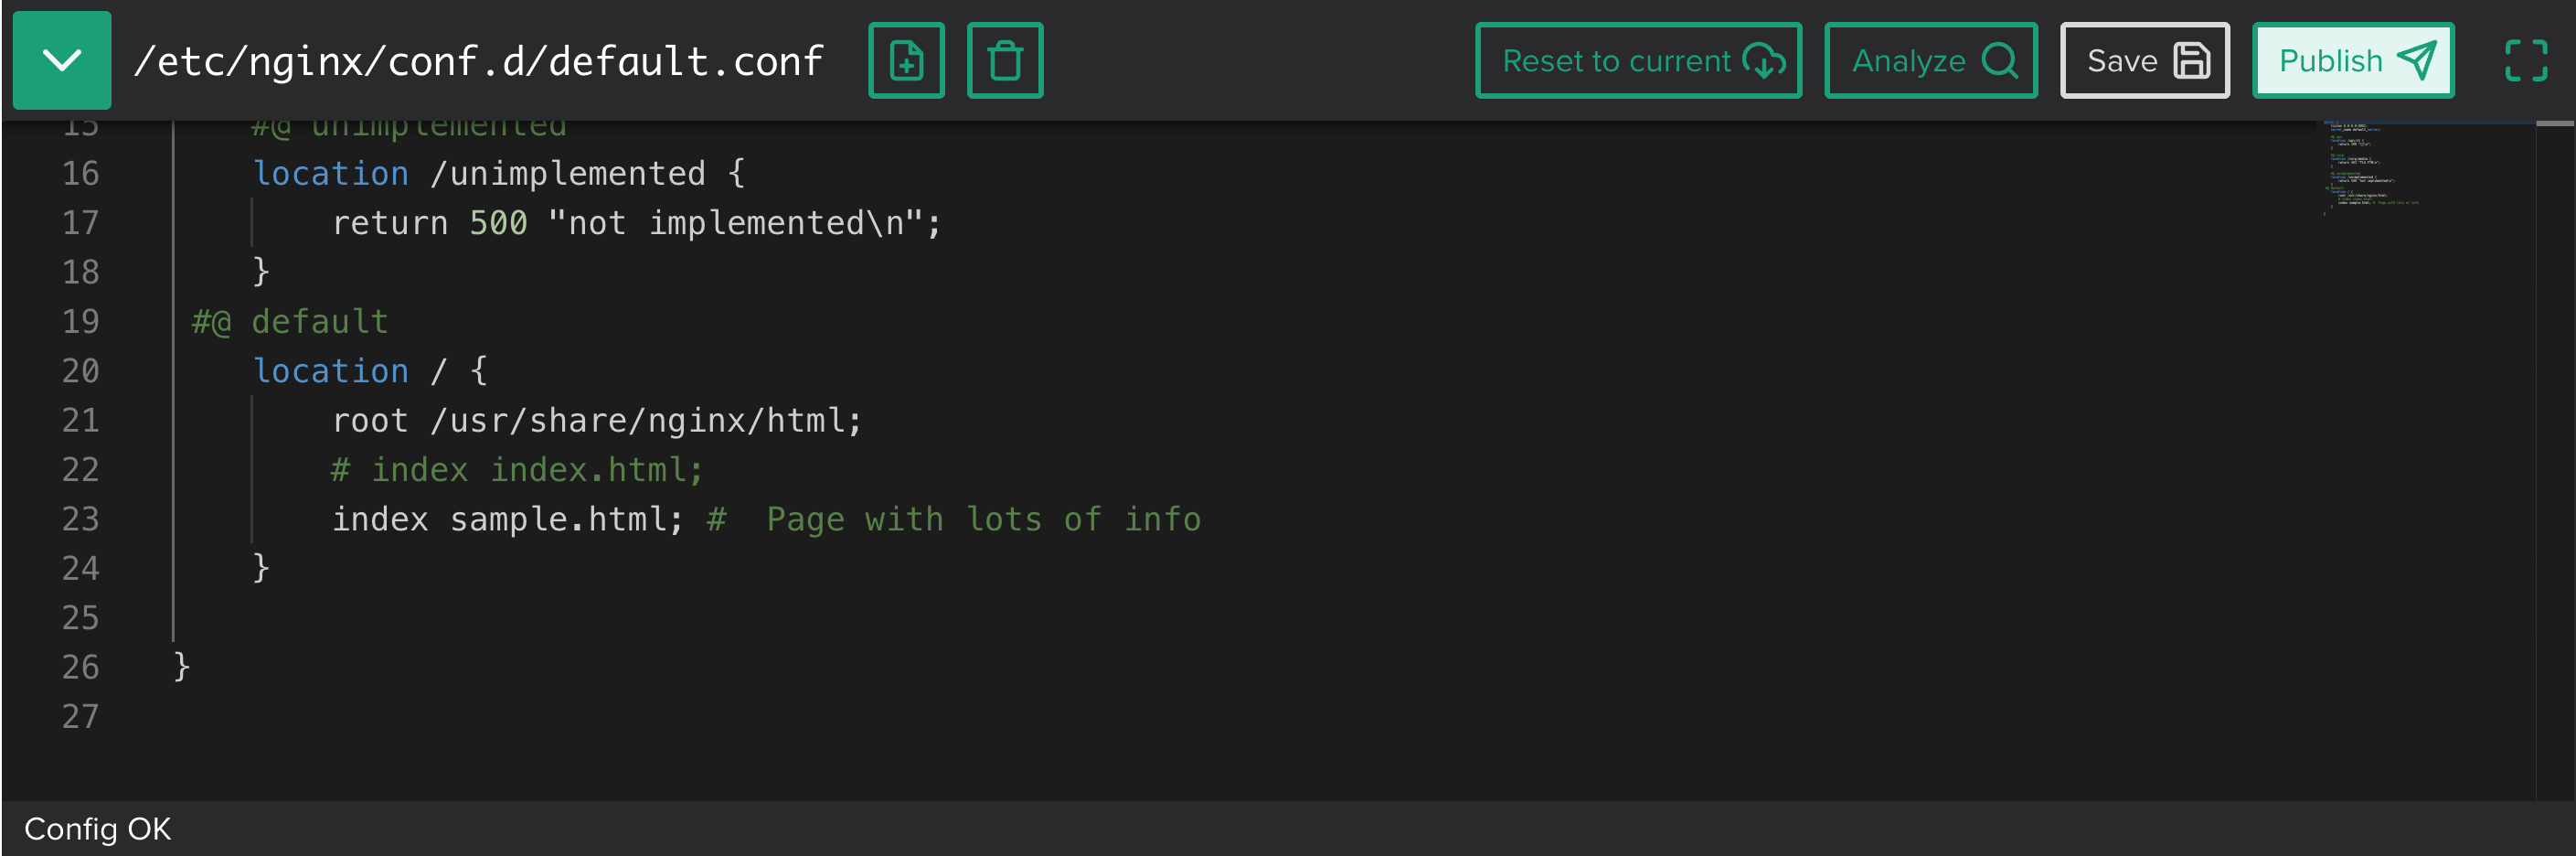 /etc/nginx/conf.d/default.conf Reset to current Analyze Save Publish
15 #@ unimplemented
16 location /unimplemented {
17 return 500 "not implemented\n";
18 }
19 #@ default
20 location / {
21 root /usr/share/nginx/html;
22 # index index.html;
23 index sample.html; #  Page with lots of info
24 }
25
26 }
27
Config OK